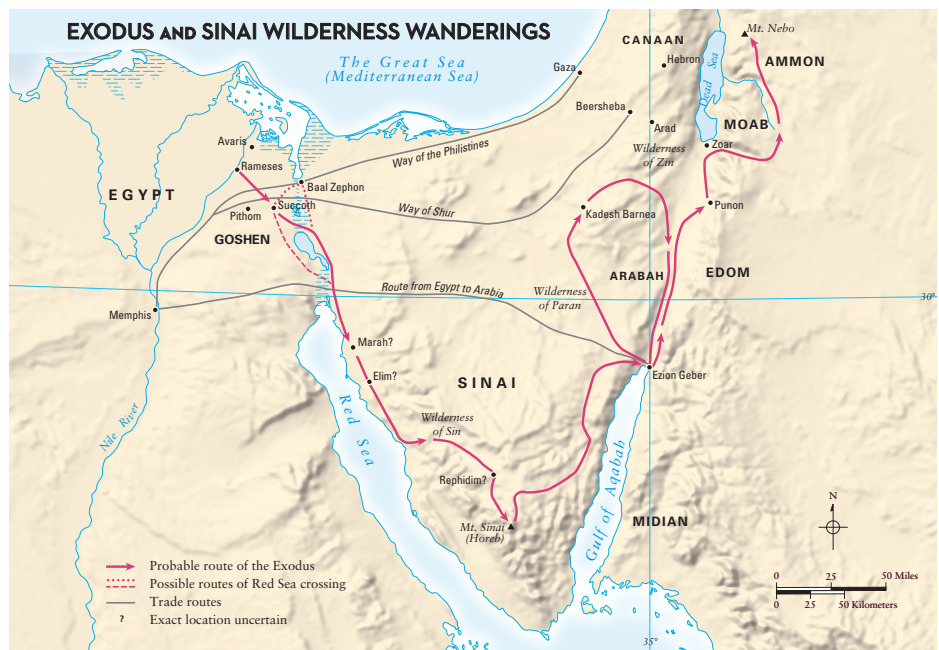 EXODUS AND SINAI WILDERNESS WANDERINGS
The Great Sea
(Mediterranean Sea)
Mt. Nebo
CANAAN
Hebron
AMMON
Gaza
Dead Sea
Beersheba
Arad
MOAB
Wilderness
of Zin
Zoar
Avaris
Way of the Philistines
Rameses
EGYPT
Baal Zephon
Succoth
Pithom
Way of Shur
Kadesh Barnea
Punon
GOSHEN
ARABAH
EDOM
Route from Egypt to Arabia
Wilderness
of Paran
30°
Memphis
Marah?
Elim?
SINAI
Ezion Geber
Red Sea
Nile River
Wilderness
of Sin
Rephidim?
Gulf of Aqabah
Mt. Sinai
(Horeb)
MIDIAN
N
Probable route of the Exodus
Possible routes of Red Sea crossing
Trade routes
? Exact location uncertain
0 25 50 Miles
0 25 50 Kilometers
35°